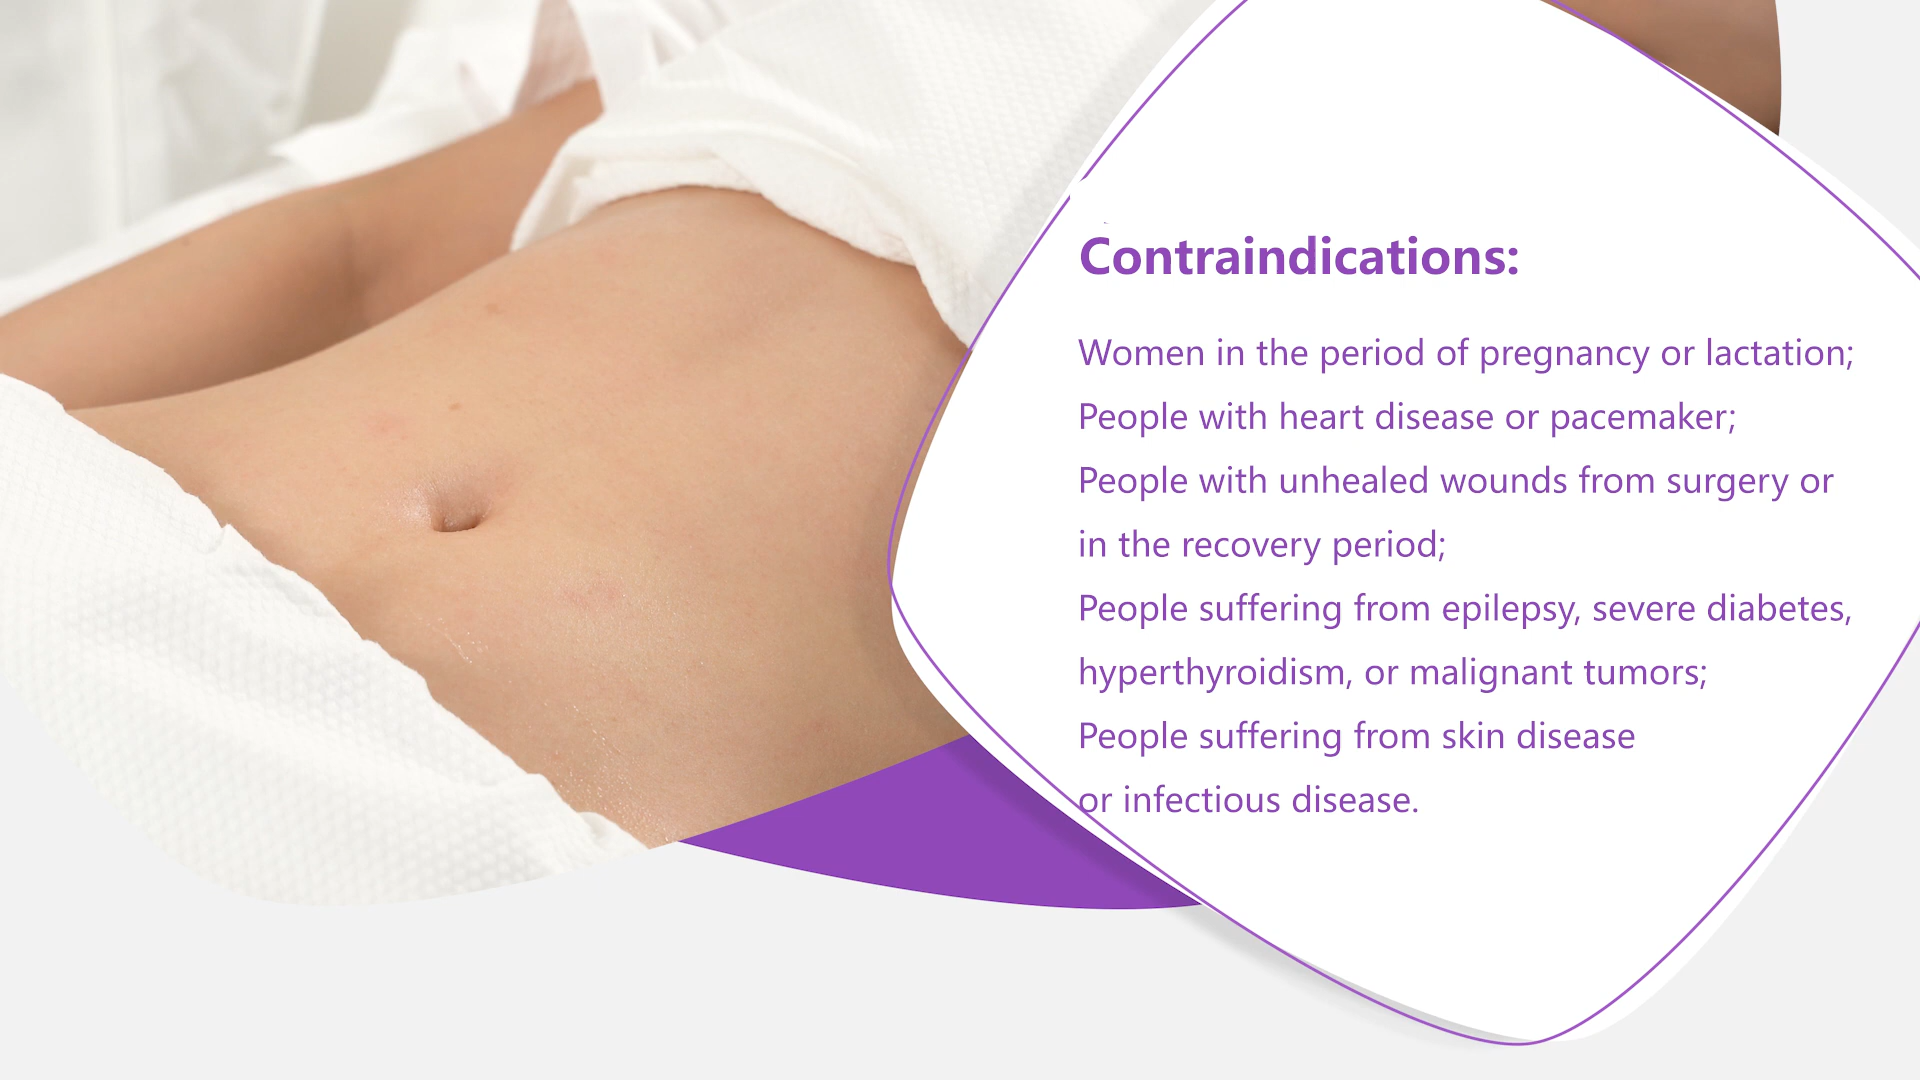 Contraindications:
Women in the period of pregnancy or lactation;
People with heart disease or pacemaker;
People with unhealed wounds from surgery or
in the recovery period;
People suffering from epilepsy, severe diabetes,
hyperthyroidism, or malignant tumors;
People suffering from skin disease
or infectious disease.